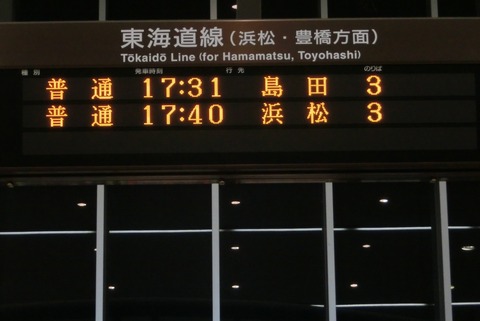 東海道線(浜松・豊橋方面)
Tōkaidō Line (for Hamamatsu, Toyohashi)
種別 発車時刻 行先 のりば
普通 17:31 島田 3
普通 17:40 浜松 3